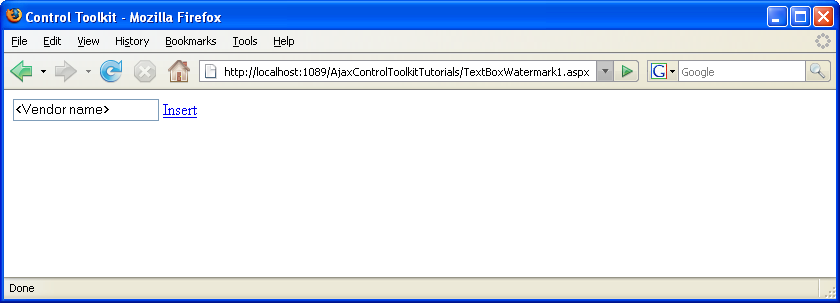 Control Toolkit - Mozilla Firefox
File Edit View History Bookmarks Tools Help
http://localhost:1089/AjaxControlToolkitTutorials/TextBoxWatermark1.aspx G Google
<Vendor name> Insert
Done